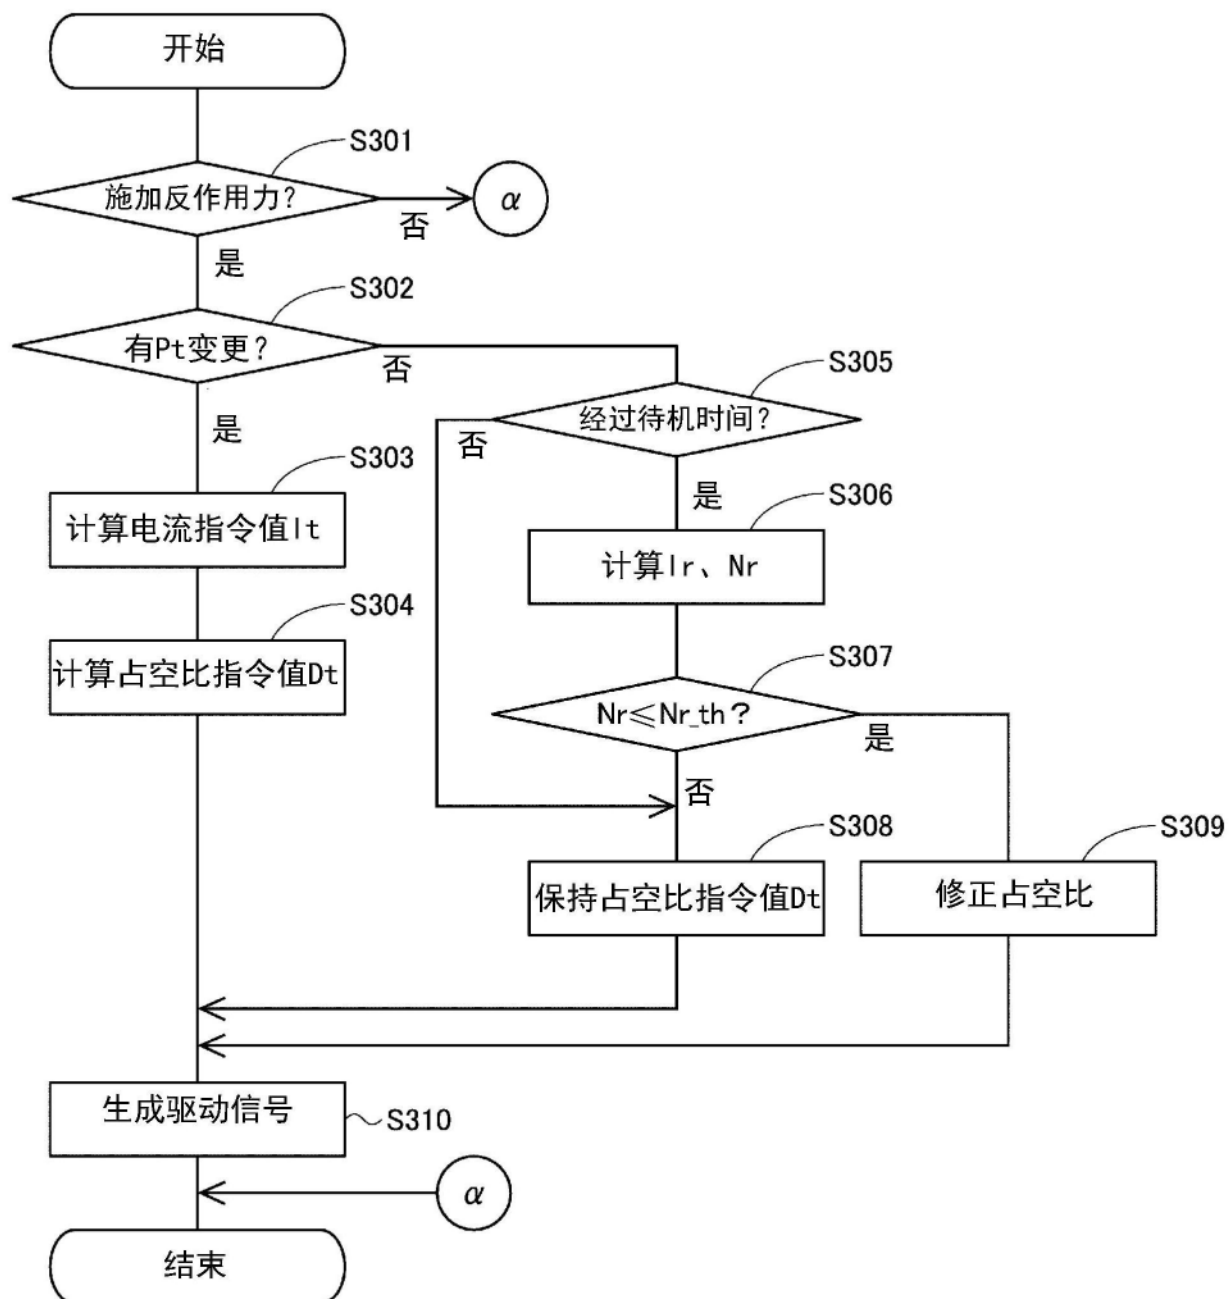 开始
S301
施加反作用力?
否
α
是
S302
有Pt变更?
否
是
S305
经过待机时间?
否
是
S303
计算电流指令值It
S306
计算Ir、Nr
S304
计算占空比指令值Dt
S307
Nr≤Nr_th?
是
否
S308
保持占空比指令值Dt
S309
修正占空比
生成驱动信号
S310
α
结束